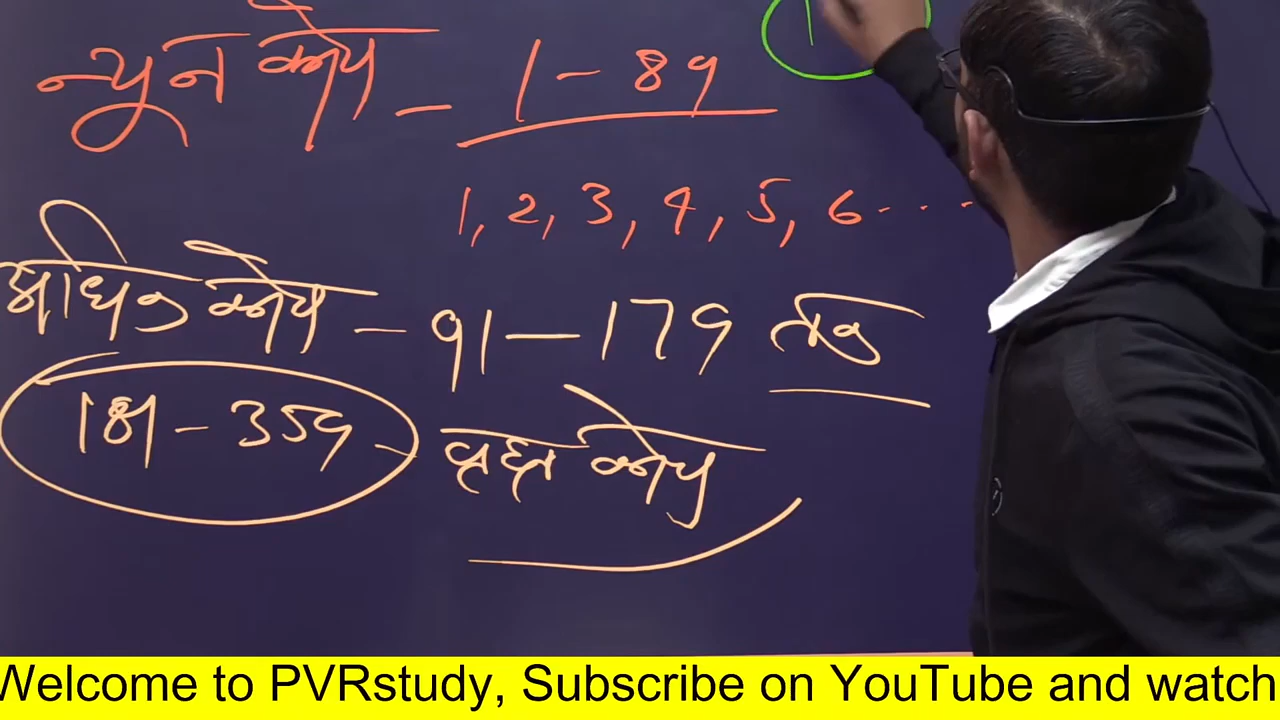 न्यून कोण - 1 - 89
1, 2, 3, 4, 5, 6 - - - -
अधिक कोण - 91 - 179 तक
181 - 359 - वृहत कोण
Welcome to PVRstudy, Subscribe on YouTube and watch